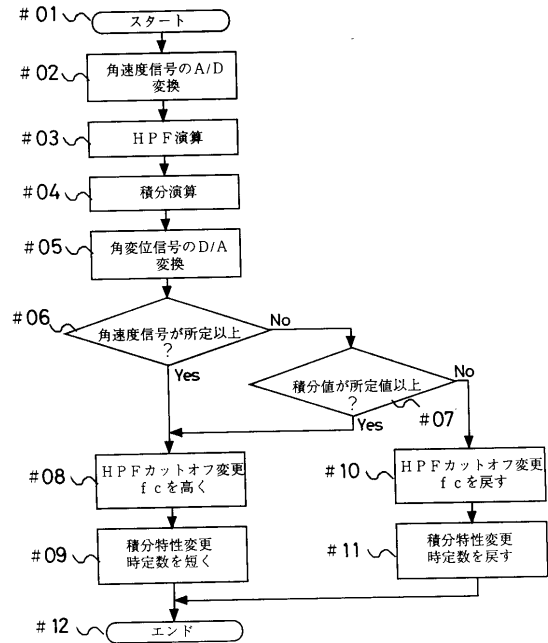 #01 スタート
#02 角速度信号のA/D
変換
#03 HPF演算
#04 積分演算
#05 角変位信号のD/A
変換
#06 角速度信号が所定以上
?
No
Yes
積分値が所定値以上
?
No
#07
Yes
#08 HPFカットオフ変更
fcを高く
#10 HPFカットオフ変更
fcを戻す
#09 積分特性変更
時定数を短く
#11 積分特性変更
時定数を戻す
#12 エンド